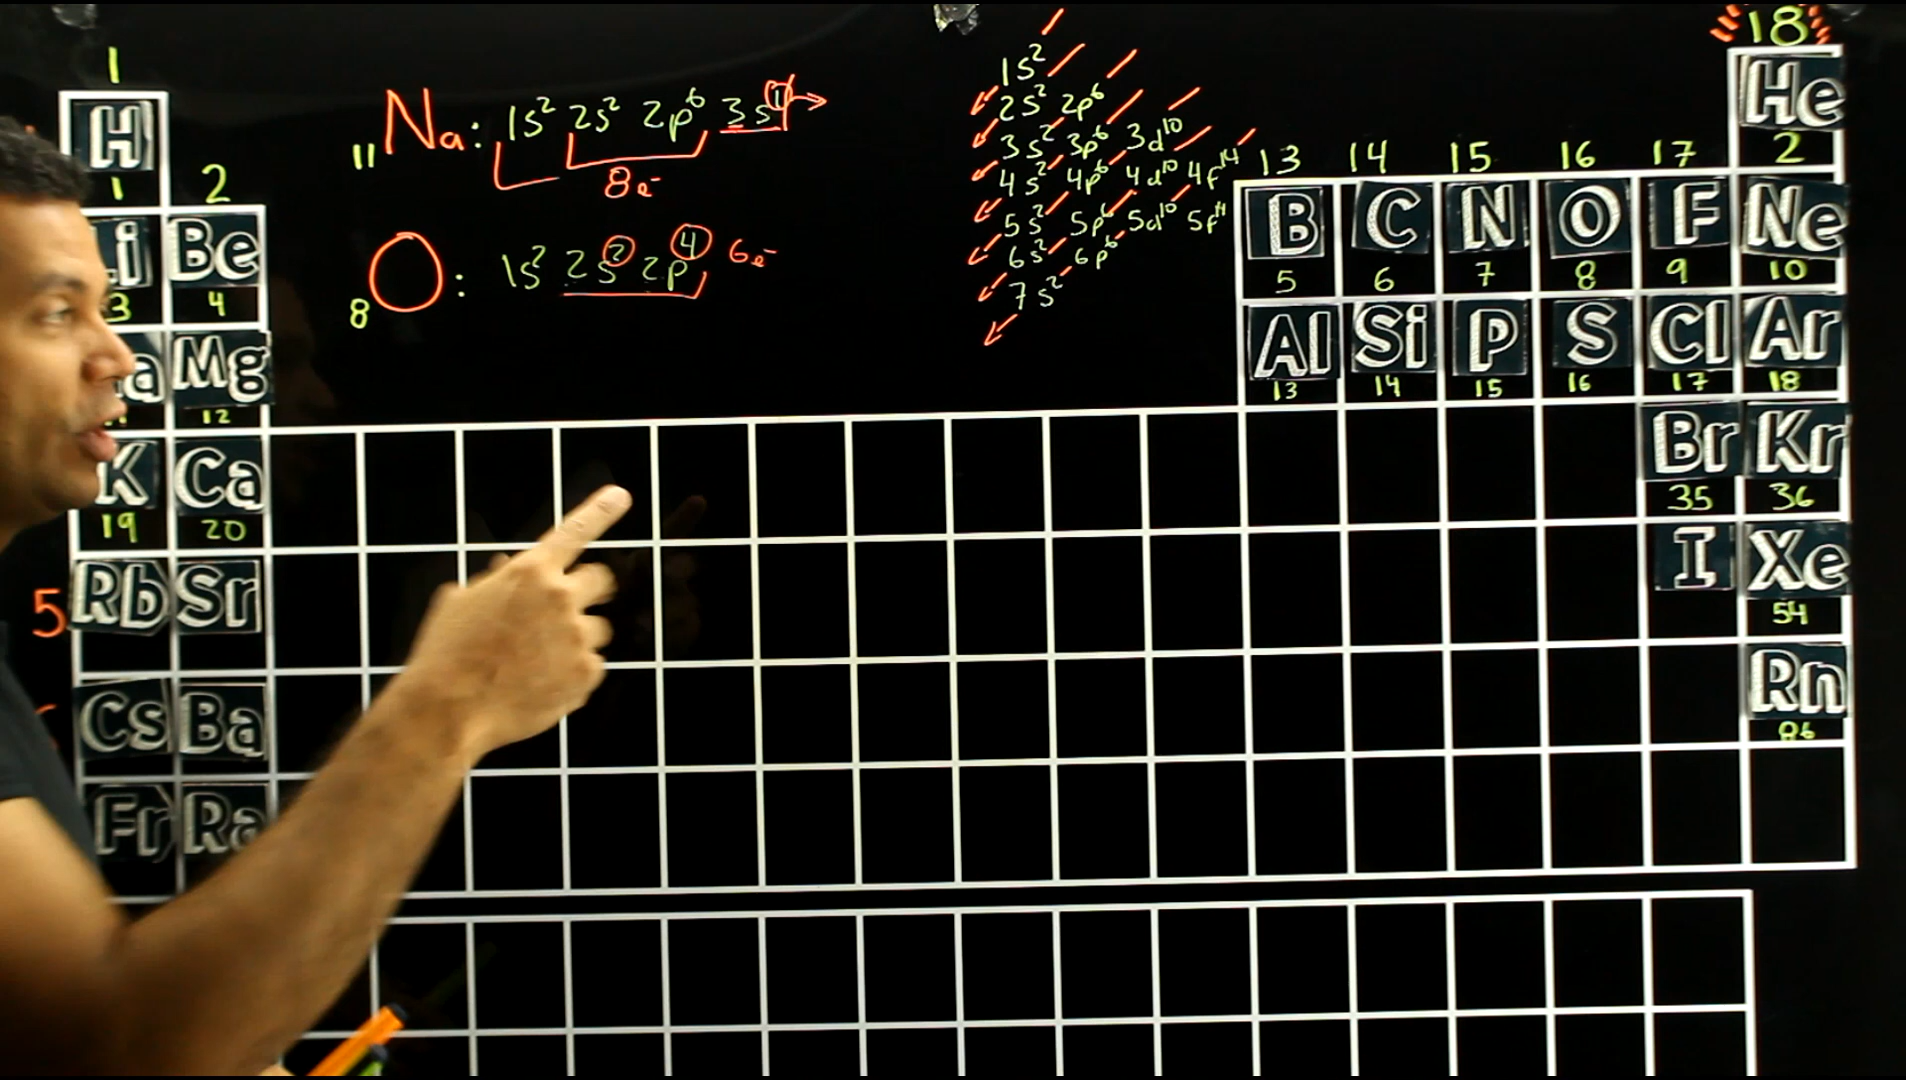 1 18
H He
1 2
₁₁Na: 1s² 2s² 2p⁶ 3s¹
8e⁻
₈O: 1s² 2s² 2p⁴ 6e⁻
1s²
2s² 2p⁶
3s² 3p⁶ 3d¹⁰
4s² 4p⁶ 4d¹⁰ 4f¹⁴
5s² 5p⁶ 5d¹⁰ 5f¹⁴
6s² 6p⁶
7s²
2 13 14 15 16 17
Li Be B C N O F Ne
3 4 5 6 7 8 9 10
Mg Al Si P S Cl Ar
12 13 14 15 16 17 18
K Ca Br Kr
19 20 35 36
5 Rb Sr I Xe
54
Cs Ba Rn
86
Fr Ra